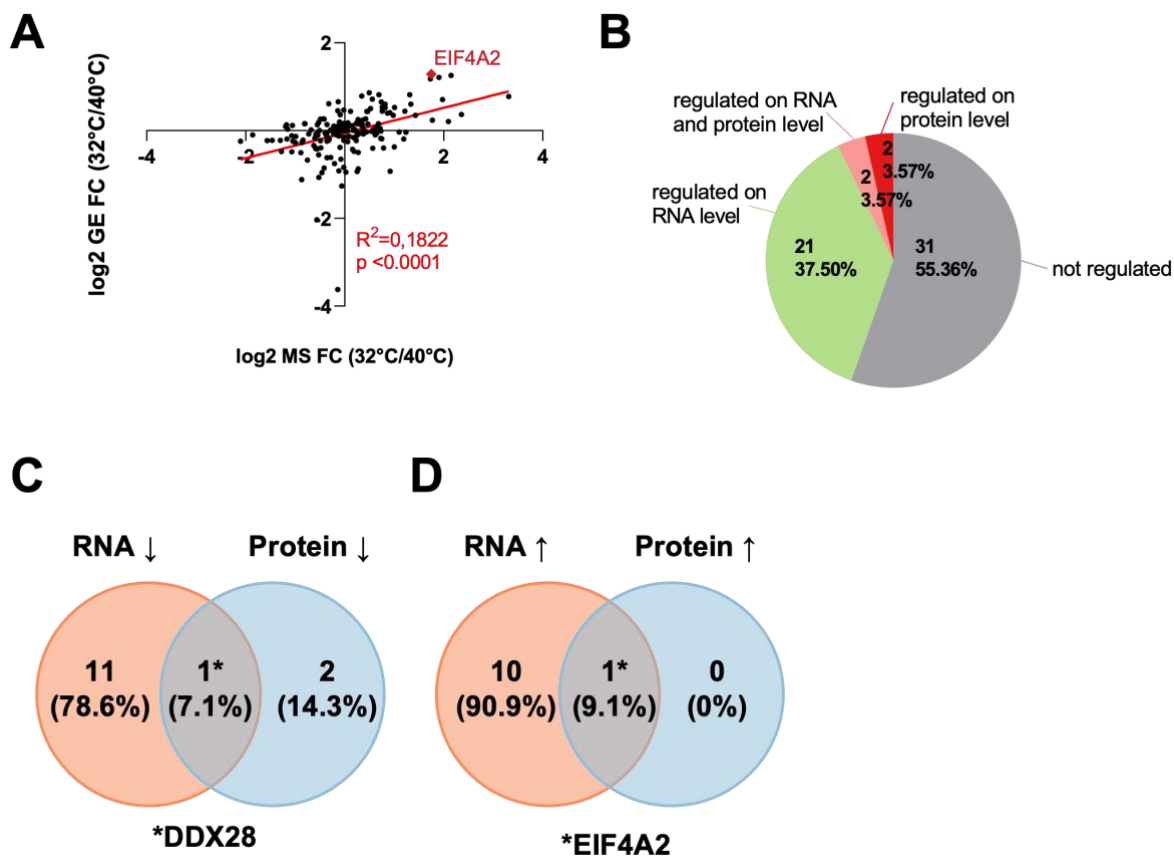 A
log2 GE FC (32°C/40°C)
2
EIF4A2
-4
-2
2
4
-2
R²=0,1822
p <0.0001
-4
log2 MS FC (32°C/40°C)
B
regulated on RNA
and protein level
regulated on
protein level
2
3.57%
2
3.57%
regulated on
RNA level
21
37.50%
31
55.36%
not regulated
C
RNA ↓
Protein ↓
11
(78.6%)
1*
(7.1%)
2
(14.3%)
*DDX28
D
RNA ↑
Protein ↑
10
(90.9%)
1*
(9.1%)
0
(0%)
*EIF4A2